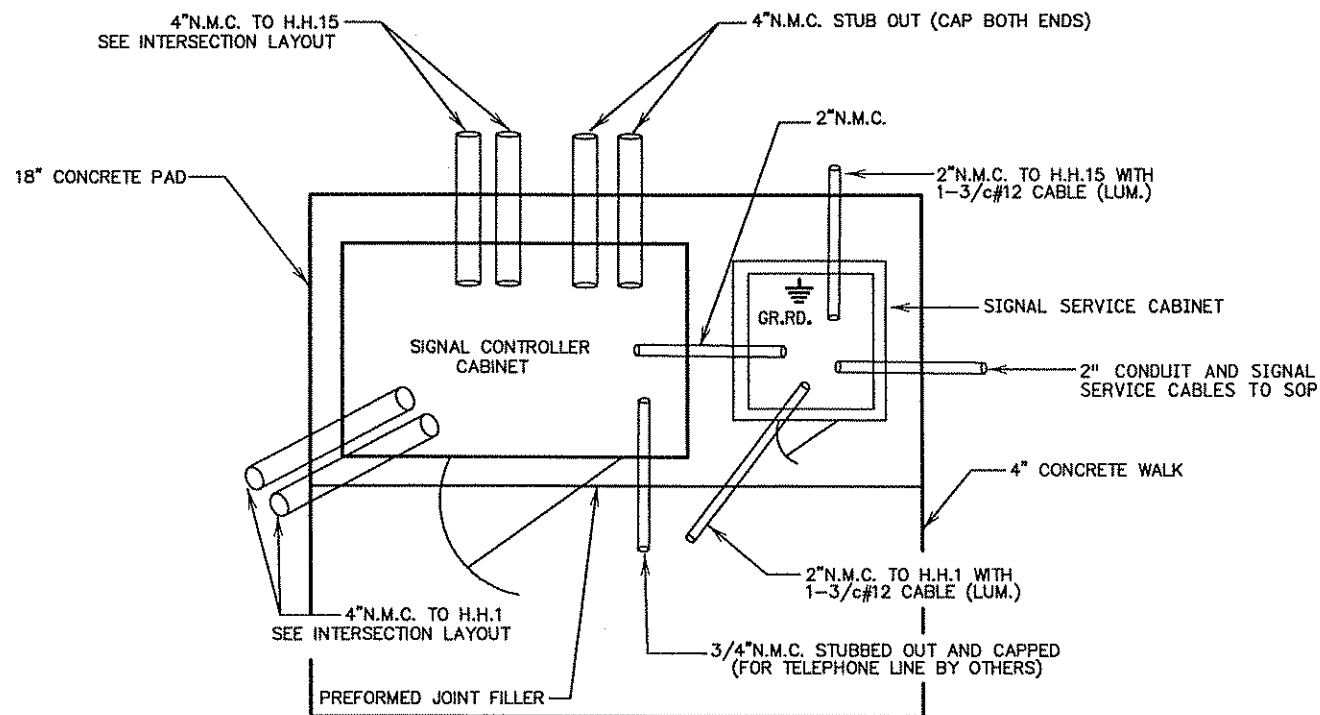 4"N.M.C. TO H.H.15
SEE INTERSECTION LAYOUT
4"N.M.C. STUB OUT (CAP BOTH ENDS)
2"N.M.C.
18" CONCRETE PAD
2"N.M.C. TO H.H.15 WITH
1-3/c#12 CABLE (LUM.)
GR.RD.
SIGNAL SERVICE CABINET
SIGNAL CONTROLLER
CABINET
2" CONDUIT AND SIGNAL
SERVICE CABLES TO SOP
4" CONCRETE WALK
2"N.M.C. TO H.H.1 WITH
1-3/c#12 CABLE (LUM.)
4"N.M.C. TO H.H.1
SEE INTERSECTION LAYOUT
3/4"N.M.C. STUBBED OUT AND CAPPED
(FOR TELEPHONE LINE BY OTHERS)
PREFORMED JOINT FILLER